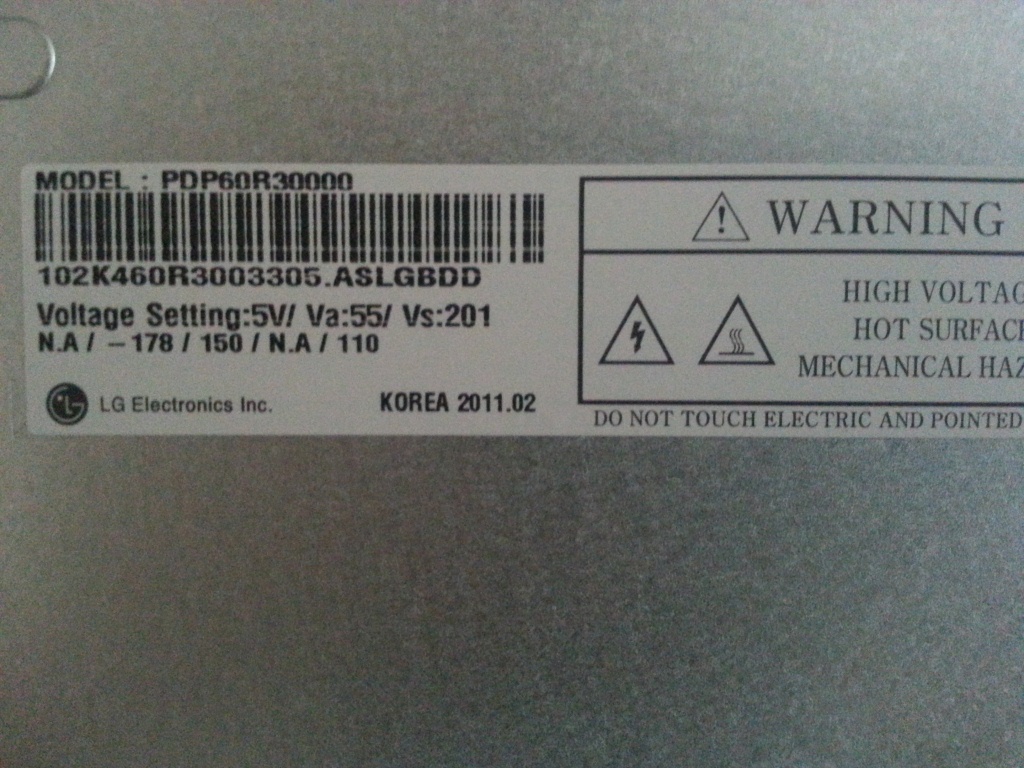 MODEL : PDP60R30000
102K460R3003305.ASLGBDD
Voltage Setting:5V/ Va:55/ Vs:201
N.A / -178 / 150 / N.A / 110
LG Electronics Inc.
KOREA 2011.02
WARNING
HIGH VOLTAG
HOT SURFAC
MECHANICAL HAZ
DO NOT TOUCH ELECTRIC AND POINTED